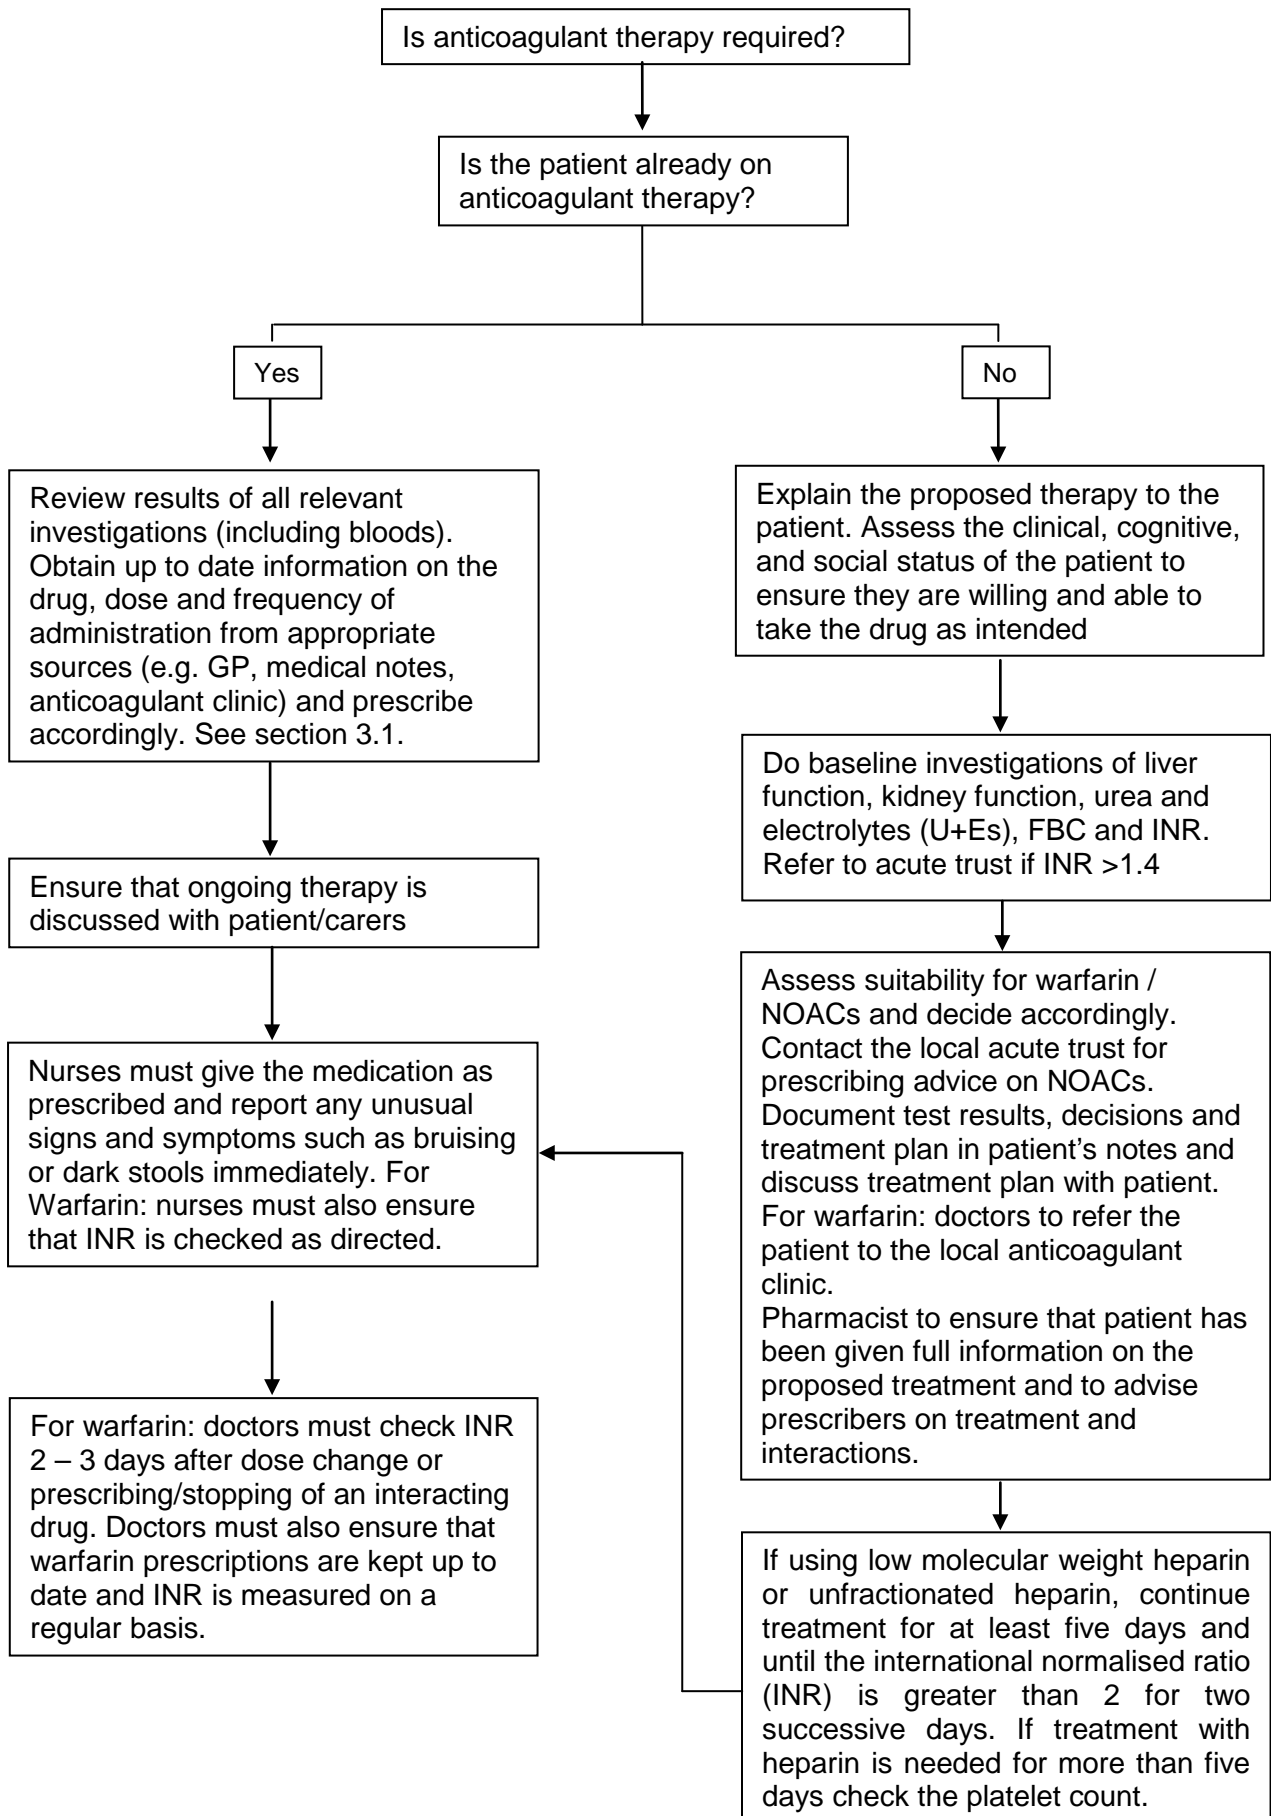 Is anticoagulant therapy required?
Is the patient already on
anticoagulant therapy?
Yes
No
Review results of all relevant
investigations (including bloods).
Obtain up to date information on the
drug, dose and frequency of
administration from appropriate
sources (e.g. GP, medical notes,
anticoagulant clinic) and prescribe
accordingly. See section 3.1.
Ensure that ongoing therapy is
discussed with patient/carers
Nurses must give the medication as
prescribed and report any unusual
signs and symptoms such as bruising
or dark stools immediately. For
Warfarin: nurses must also ensure
that INR is checked as directed.
For warfarin: doctors must check INR
2 – 3 days after dose change or
prescribing/stopping of an interacting
drug. Doctors must also ensure that
warfarin prescriptions are kept up to
date and INR is measured on a
regular basis.
Explain the proposed therapy to the
patient. Assess the clinical, cognitive,
and social status of the patient to
ensure they are willing and able to
take the drug as intended
Do baseline investigations of liver
function, kidney function, urea and
electrolytes (U+Es), FBC and INR.
Refer to acute trust if INR >1.4
Assess suitability for warfarin /
NOACs and decide accordingly.
Contact the local acute trust for
prescribing advice on NOACs.
Document test results, decisions and
treatment plan in patient's notes and
discuss treatment plan with patient.
For warfarin: doctors to refer the
patient to the local anticoagulant
clinic.
Pharmacist to ensure that patient has
been given full information on the
proposed treatment and to advise
prescribers on treatment and
interactions.
If using low molecular weight heparin
or unfractionated heparin, continue
treatment for at least five days and
until the international normalised ratio
(INR) is greater than 2 for two
successive days. If treatment with
heparin is needed for more than five
days check the platelet count.